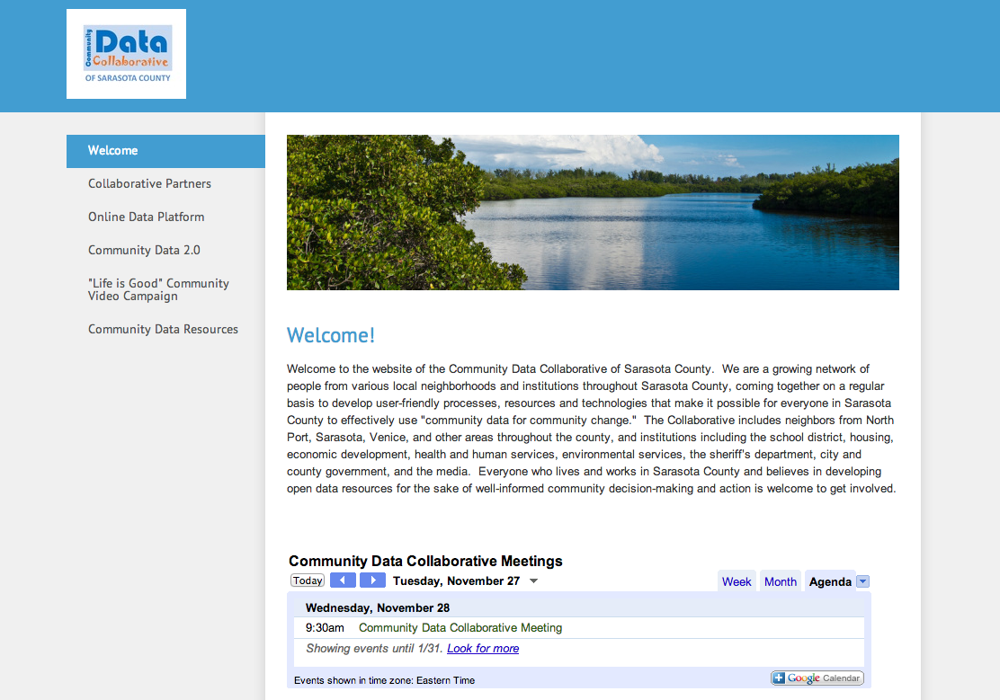 Community
Data
Collaborative
OF SARASOTA COUNTY
Welcome
Collaborative Partners
Online Data Platform
Community Data 2.0
"Life is Good" Community
Video Campaign
Community Data Resources
Welcome!
Welcome to the website of the Community Data Collaborative of Sarasota County.  We are a growing network of
people from various local neighborhoods and institutions throughout Sarasota County, coming together on a regular
basis to develop user-friendly processes, resources and technologies that make it possible for everyone in Sarasota
County to effectively use "community data for community change."  The Collaborative includes neighbors from North
Port, Sarasota, Venice, and other areas throughout the county, and institutions including the school district, housing,
economic development, health and human services, environmental services, the sheriff's department, city and
county government, and the media.  Everyone who lives and works in Sarasota County and believes in developing
open data resources for the sake of well-informed community decision-making and action is welcome to get involved.
Community Data Collaborative Meetings
Today Tuesday, November 27 Week Month Agenda
Wednesday, November 28
9:30am Community Data Collaborative Meeting
Showing events until 1/31. Look for more
Events shown in time zone: Eastern Time
Google Calendar